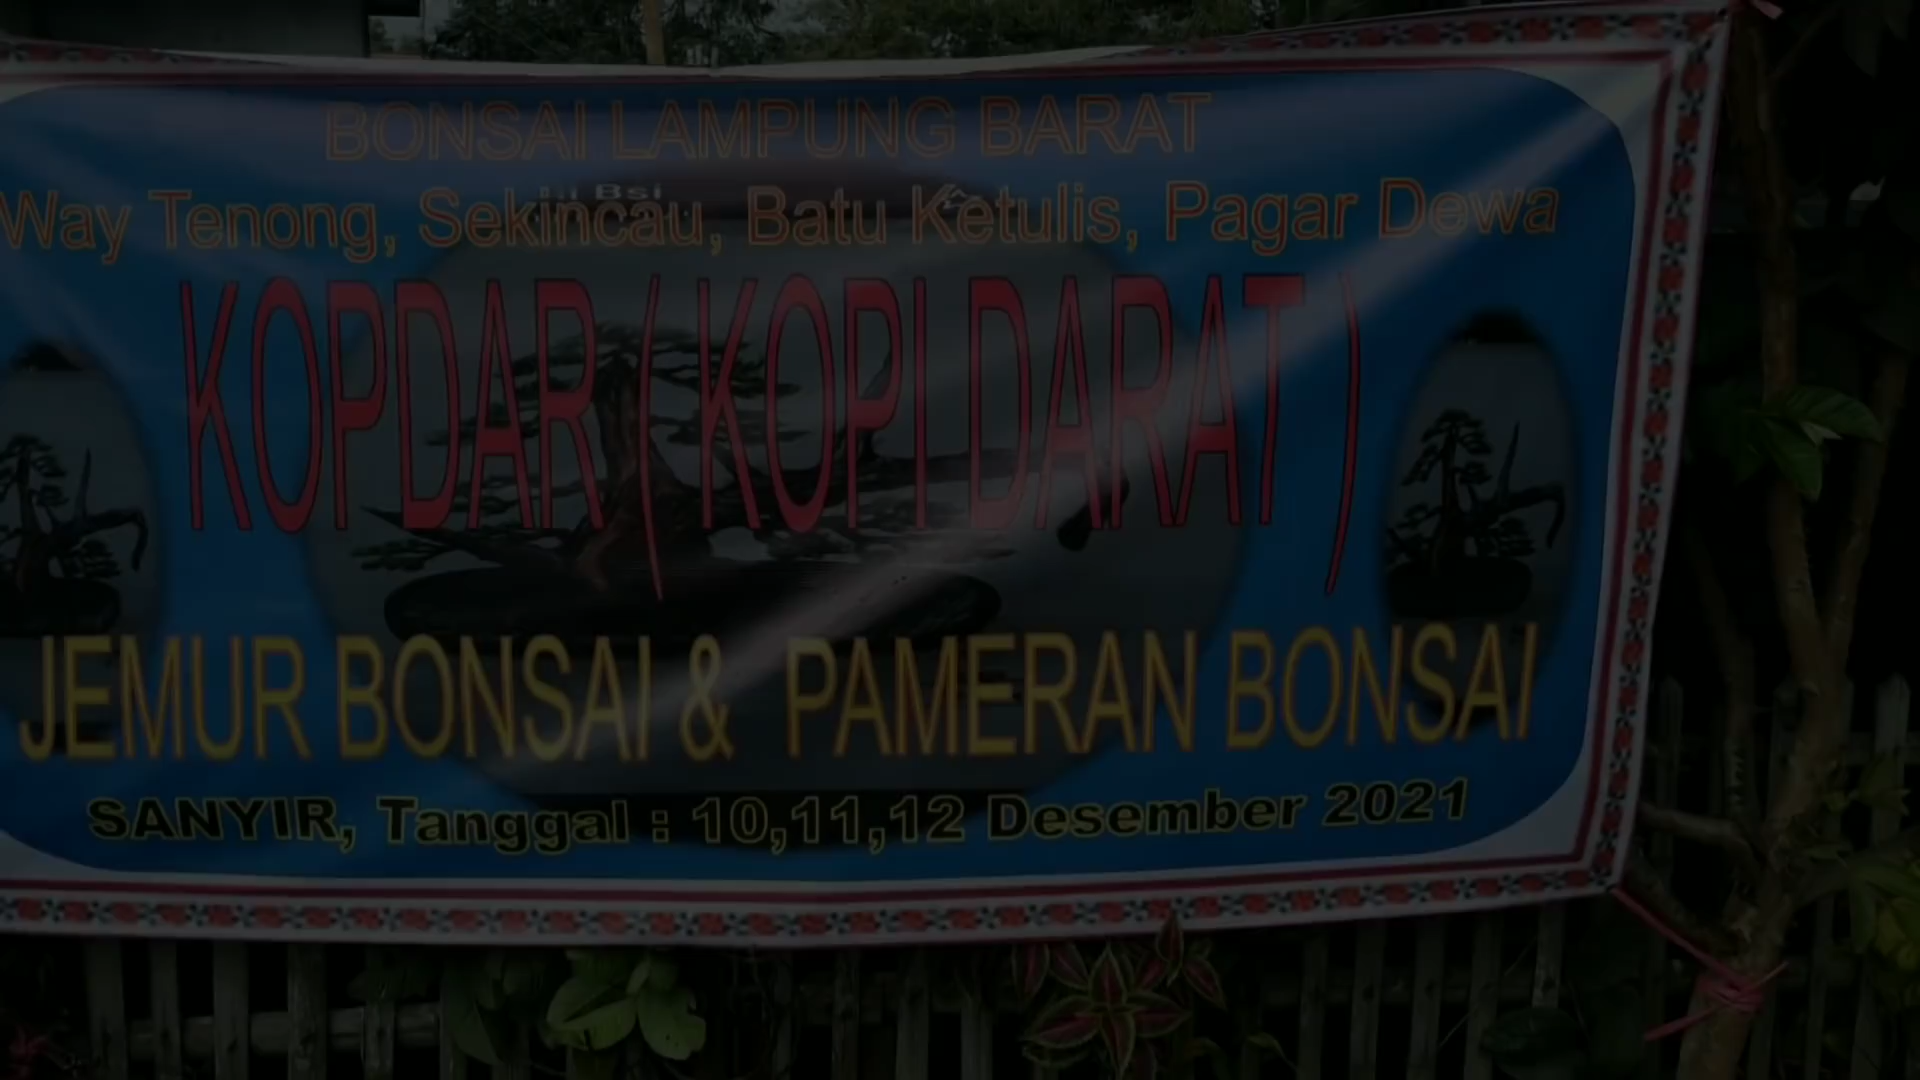 BONSAI LAMPUNG BARAT
Way Tenong, Sekincau, Batu Ketulis, Pagar Dewa
KOPDAR ( KOPI DARAT )
JEMUR BONSAI & PAMERAN BONSAI
SANYIR, Tanggal : 10,11,12 Desember 2021